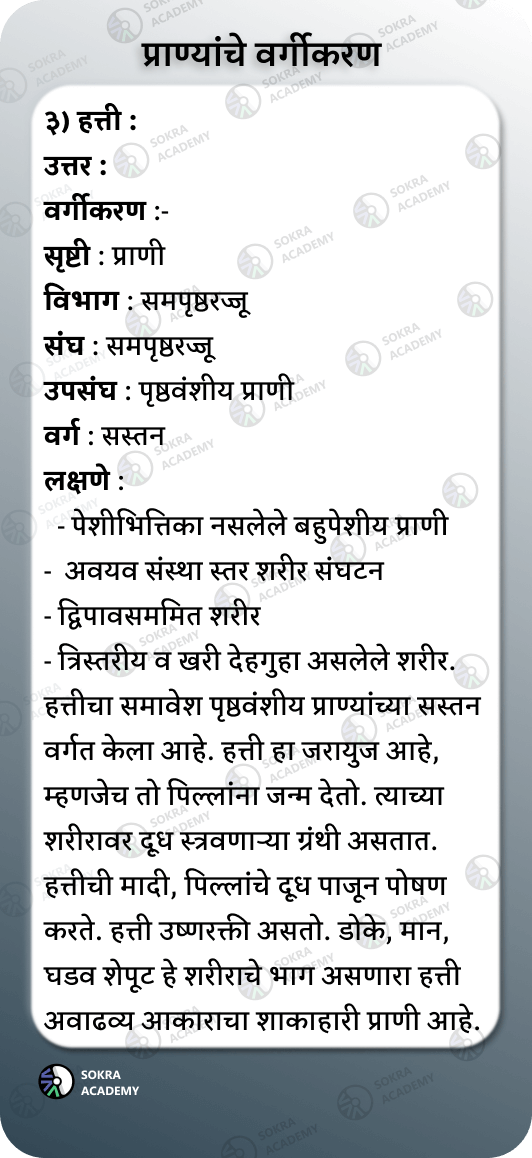 प्राण्यांचे वर्गीकरण
३) हत्ती :
उत्तर :
वर्गीकरण :-
सृष्टी : प्राणी
विभाग : समपृष्ठरज्जू
संघ : समपृष्ठरज्जू
उपसंघ : पृष्ठवंशीय प्राणी
वर्ग : सस्तन
लक्षणे :
- पेशीभित्तिका नसलेले बहुपेशीय प्राणी
- अवयव संस्था स्तर शरीर संघटन
- द्विपावसममित शरीर
- त्रिस्तरीय व खरी देहगुहा असलेले शरीर.
हत्तीचा समावेश पृष्ठवंशीय प्राण्यांच्या सस्तन
वर्गात केला आहे. हत्ती हा जरायुज आहे,
म्हणजेच तो पिल्लांना जन्म देतो. त्याच्या
शरीरावर दूध स्त्रवणाऱ्या ग्रंथी असतात.
हत्तीची मादी, पिल्लांचे दूध पाजून पोषण
करते. हत्ती उष्णरक्ती असतो. डोके, मान,
घडव शेपूट हे शरीराचे भाग असणारा हत्ती
अवाढव्य आकाराचा शाकाहारी प्राणी आहे.
SOKRA
ACADEMY